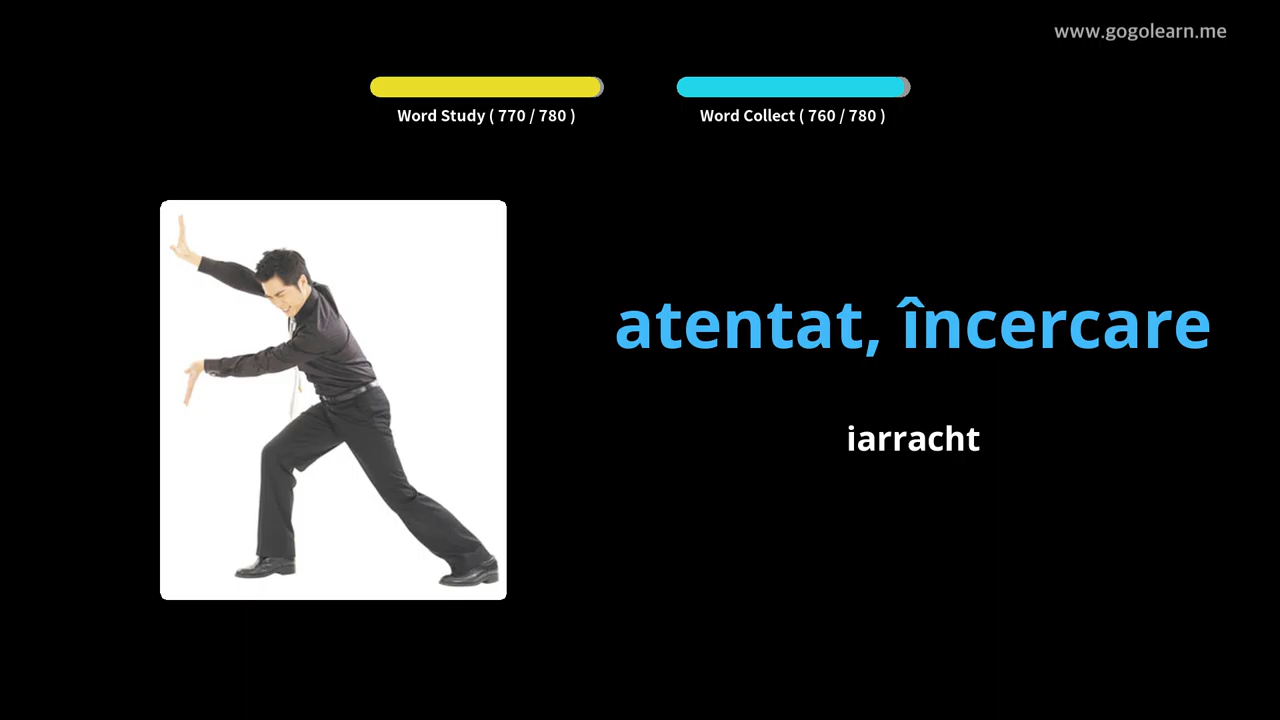 www.gogolearn.me
Word Study ( 770 / 780 )
Word Collect ( 760 / 780 )
atentat, încercare
iarracht